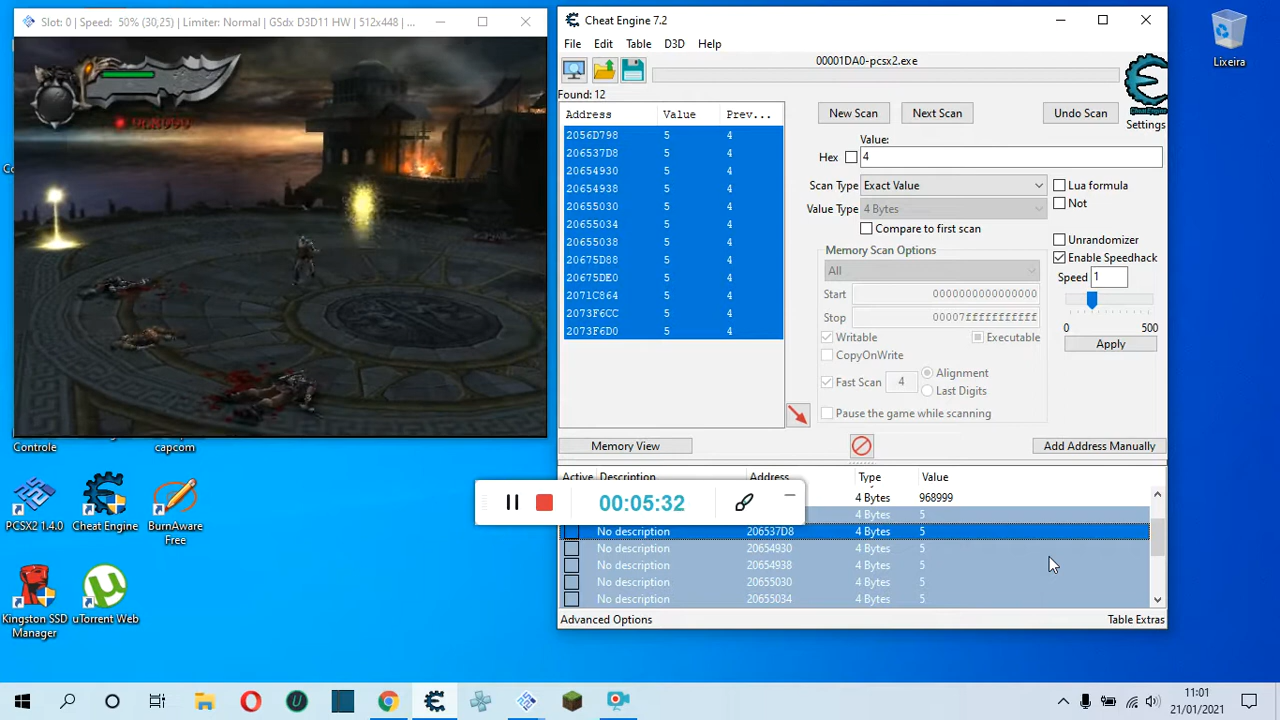 Slot: 0 | Speed: 50% (30,25) | Limiter: Normal | GSdx D3D11 HW | 512x448 | ...
Cheat Engine 7.2
File Edit Table D3D Help
00001DA0-pcsx2.exe
Found: 12
Address Value Prev...
2056D798 5 4
206537D8 5 4
20654930 5 4
20654938 5 4
20655030 5 4
20655034 5 4
20655038 5 4
20675D88 5 4
20675DE0 5 4
2071C864 5 4
2073F6CC 5 4
2073F6D0 5 4
New Scan Next Scan Undo Scan
Settings
Value:
Hex 4
Scan Type Exact Value
Value Type 4 Bytes
Compare to first scan
Lua formula
Not
Memory Scan Options
All
Start 0000000000000000
Stop 00007fffffffffff
Writable Executable
CopyOnWrite
Fast Scan 4 Alignment
Last Digits
Pause the game while scanning
Unrandomizer
Enable Speedhack
Speed 1
0 500
Apply
Memory View Add Address Manually
Active Description Address Type Value
4 Bytes 968999
4 Bytes 5
No description 206537D8 4 Bytes 5
No description 20654930 4 Bytes 5
No description 20654938 4 Bytes 5
No description 20655030 4 Bytes 5
No description 20655034 4 Bytes 5
Advanced Options Table Extras
00:05:32
Lixeira
Controle
capcom
PCSX2 1.4.0
Cheat Engine
BurnAware Free
Kingston SSD Manager
uTorrent Web
11:01
21/01/2021